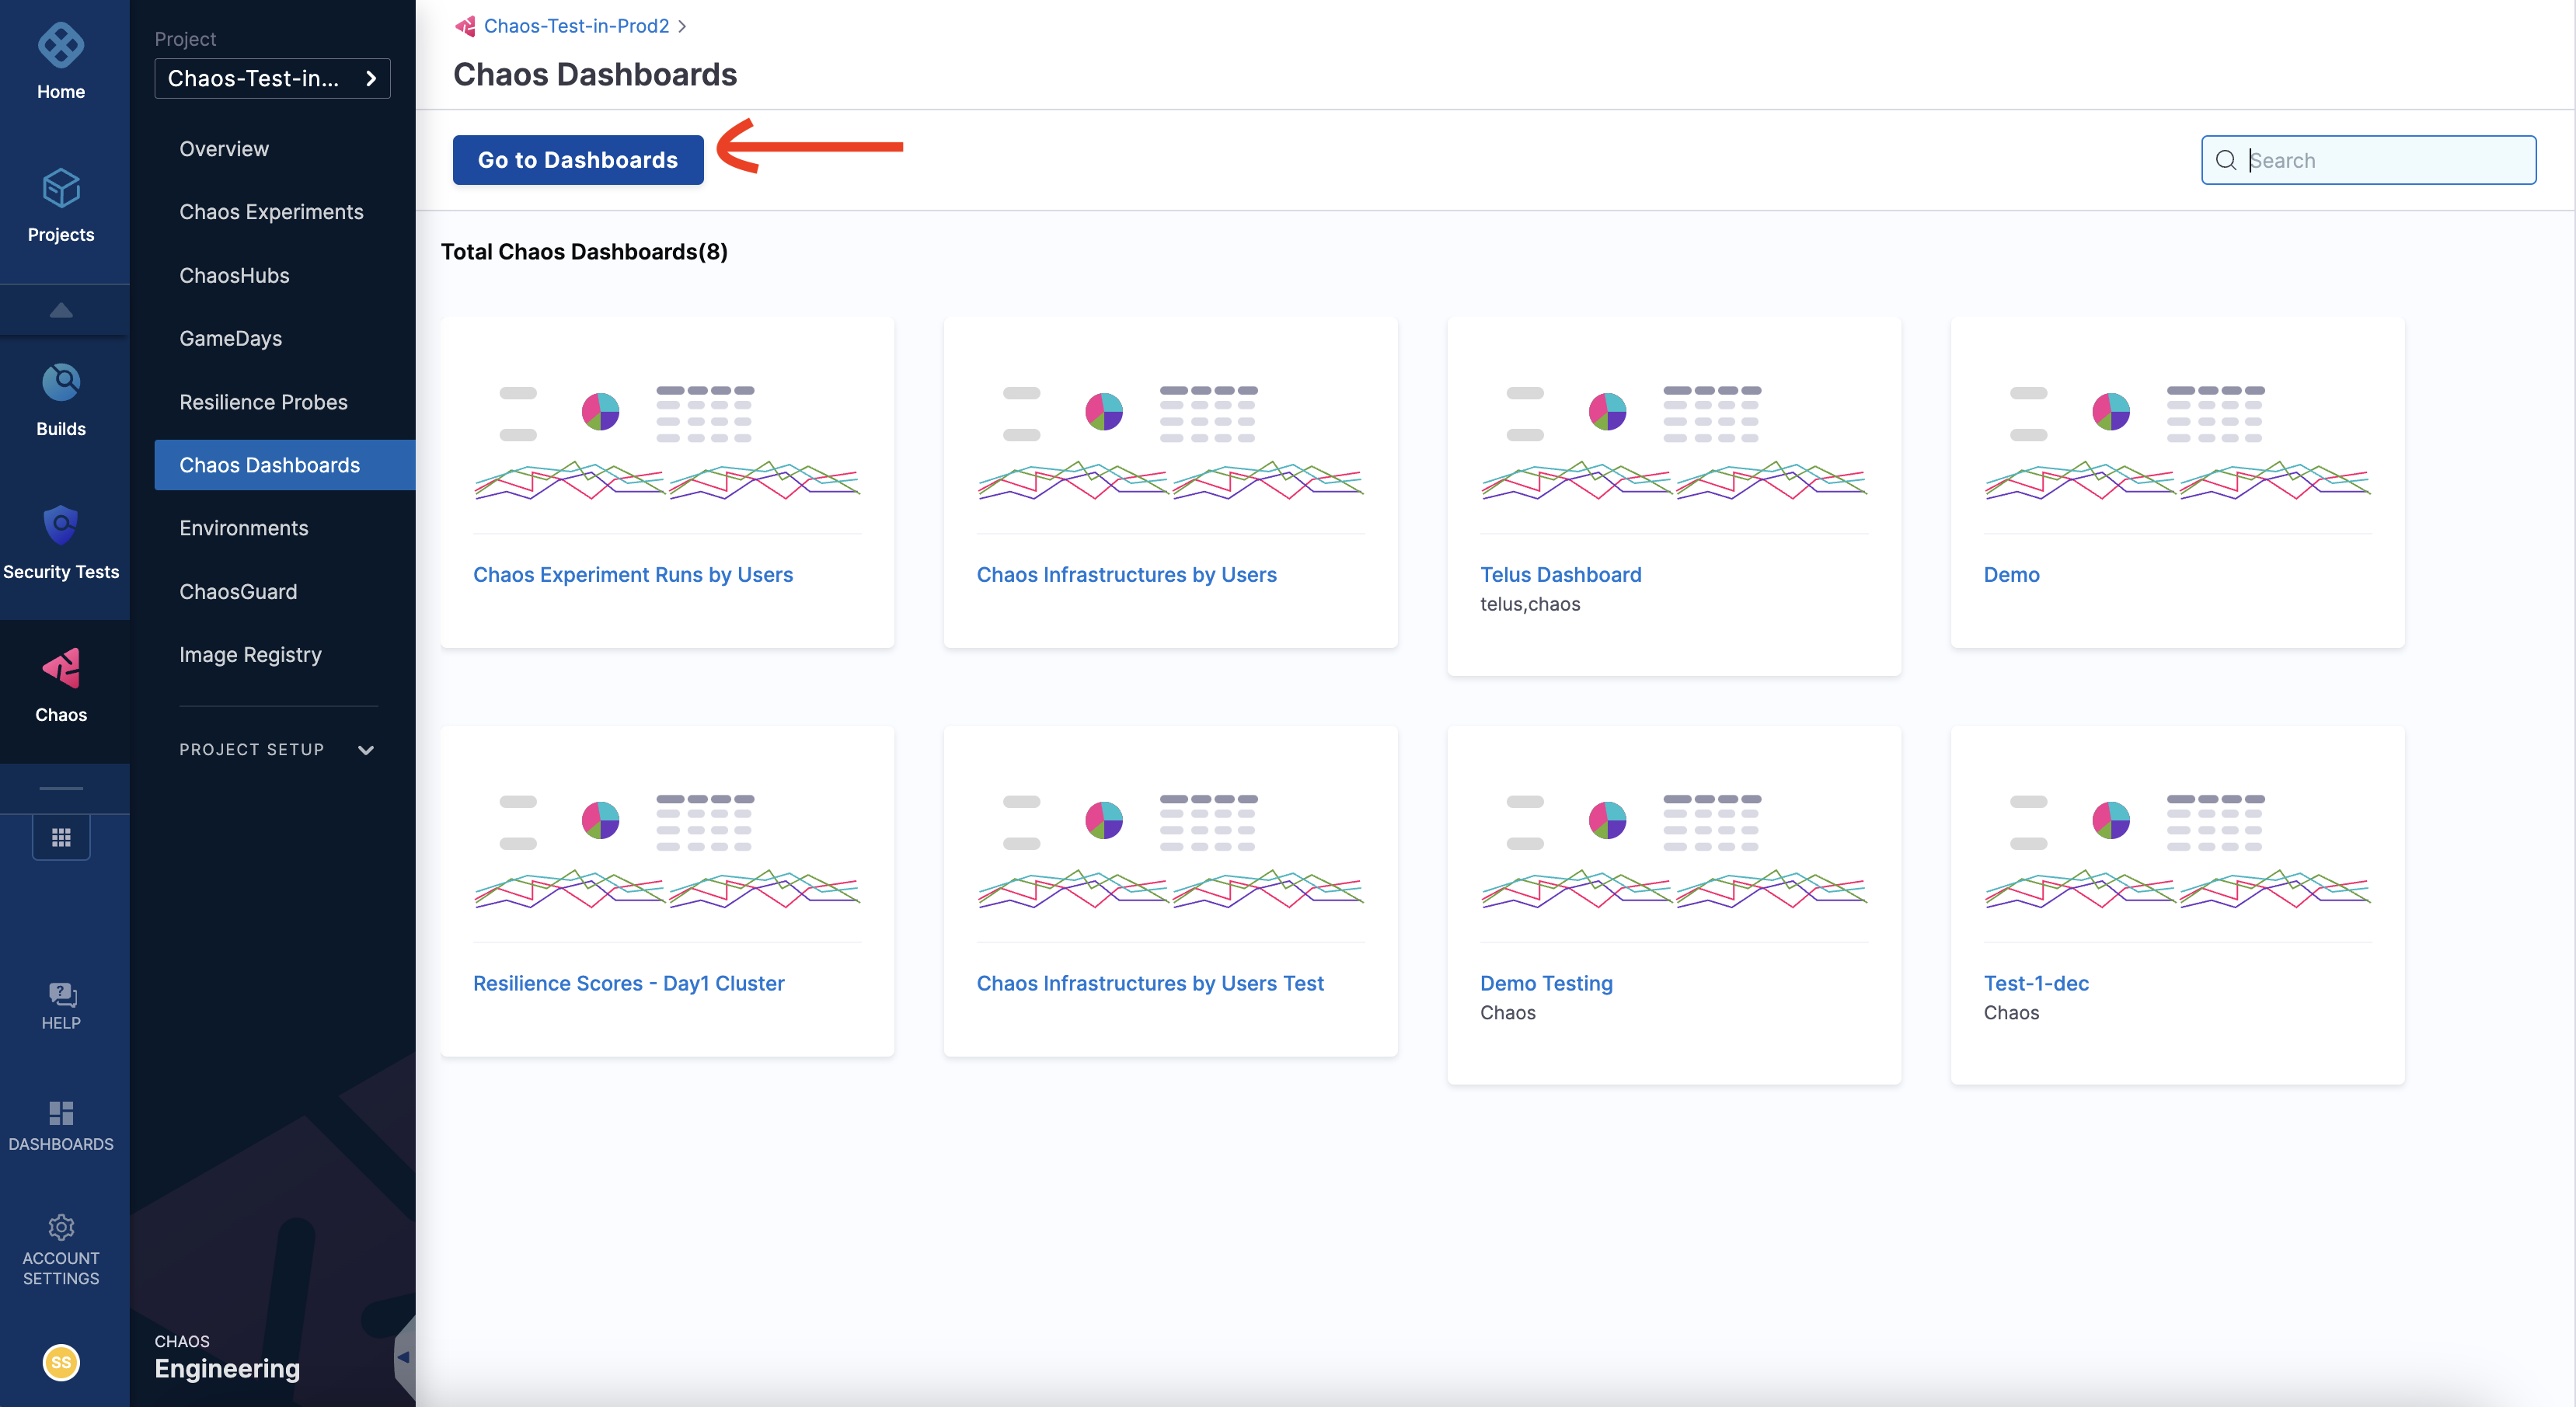 Home
Projects
Builds
Security Tests
Chaos
HELP
DASHBOARDS
ACCOUNT
SETTINGS
SS
Project
Chaos-Test-in...
Overview
Chaos Experiments
ChaosHubs
GameDays
Resilience Probes
Chaos Dashboards
Environments
ChaosGuard
Image Registry
PROJECT SETUP
CHAOS
Engineering
Chaos-Test-in-Prod2
Chaos Dashboards
Go to Dashboards
Search
Total Chaos Dashboards(8)
Chaos Experiment Runs by Users
Chaos Infrastructures by Users
Telus Dashboard
telus,chaos
Demo
Resilience Scores - Day1 Cluster
Chaos Infrastructures by Users Test
Demo Testing
Chaos
Test-1-dec
Chaos